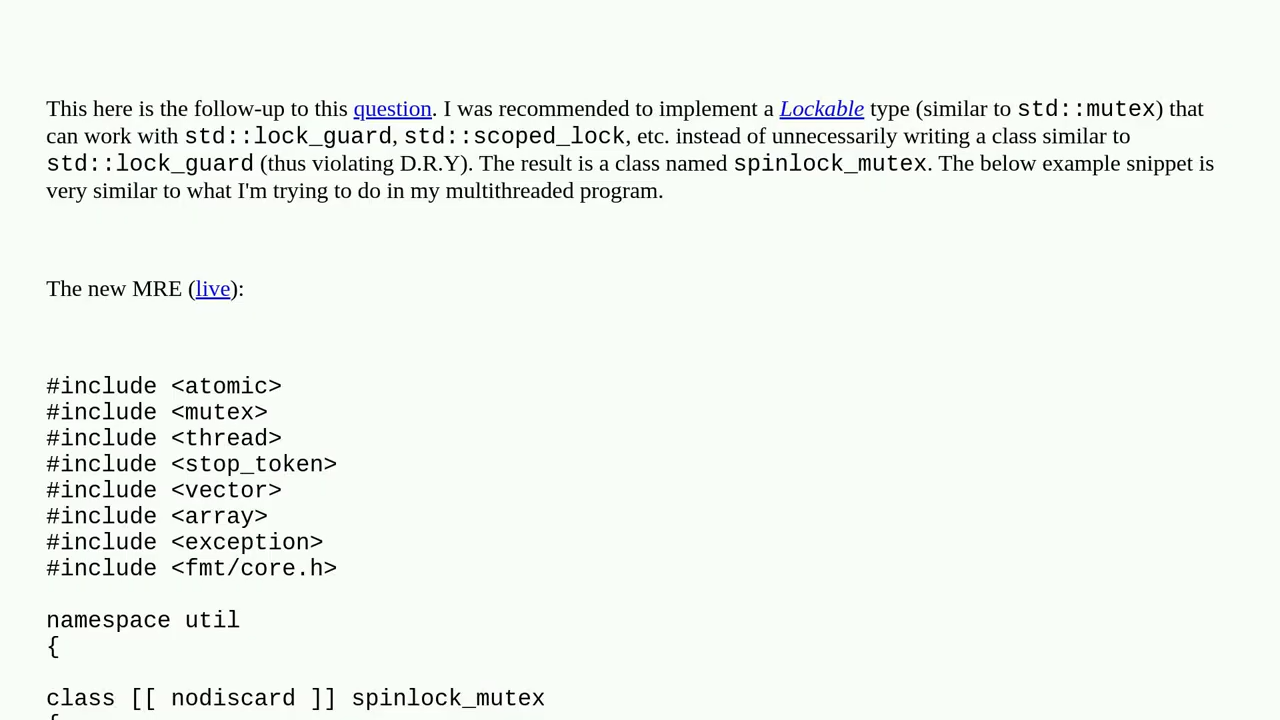 This here is the follow-up to this question. I was recommended to implement a Lockable type (similar to std::mutex) that
can work with std::lock_guard, std::scoped_lock, etc. instead of unnecessarily writing a class similar to
std::lock_guard (thus violating D.R.Y). The result is a class named spinlock_mutex. The below example snippet is
very similar to what I'm trying to do in my multithreaded program.
The new MRE (live):
#include <atomic>
#include <mutex>
#include <thread>
#include <stop_token>
#include <vector>
#include <array>
#include <exception>
#include <fmt/core.h>
namespace util
{
class [[ nodiscard ]] spinlock_mutex
{